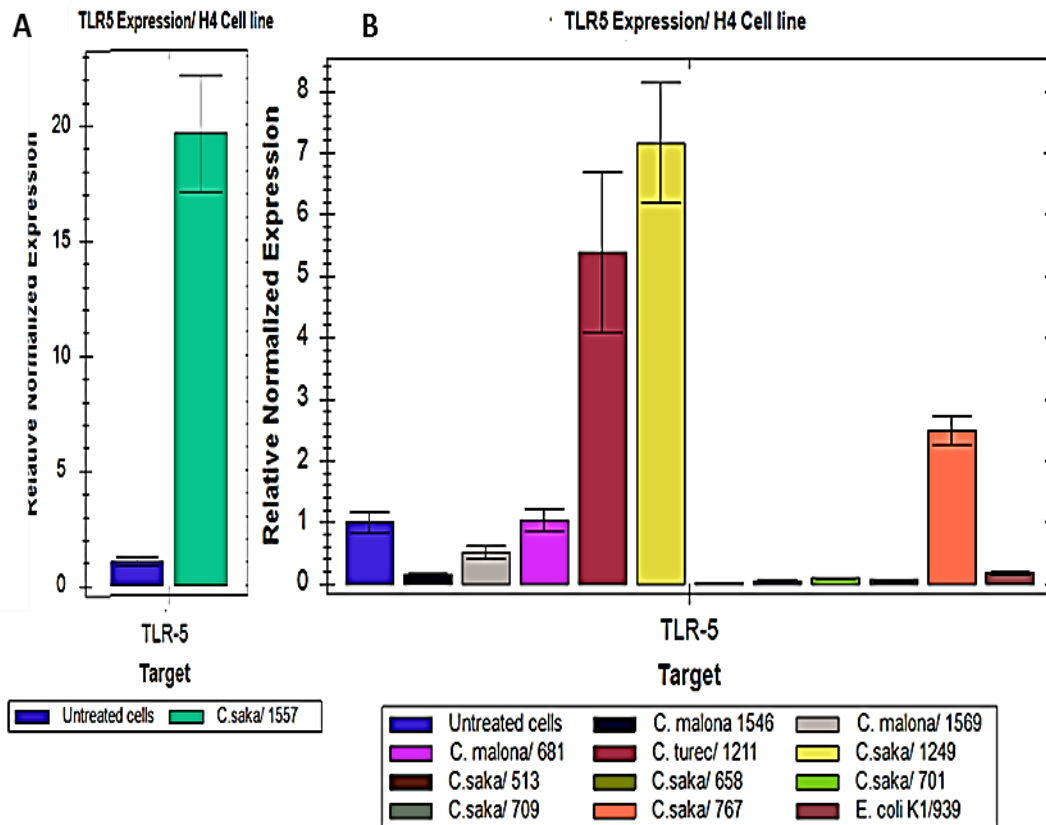 A
TLR5 Expression/ H4 Cell line
Relative Normalized Expression
20
15
10
5
0
TLR-5
Target
Untreated cells C.saka/ 1557
B
TLR5 Expression/ H4 Cell line
Relative Normalized Expression
8
7
6
5
4
3
2
1
0
TLR-5
Target
Untreated cells C. malona 1546 C. malona/ 1569
C. malona/ 681 C. turec/ 1211 C.saka/ 1249
C.saka/ 513 C.saka/ 658 C.saka/ 701
C.saka/ 709 C.saka/ 767 E. coli K1/939